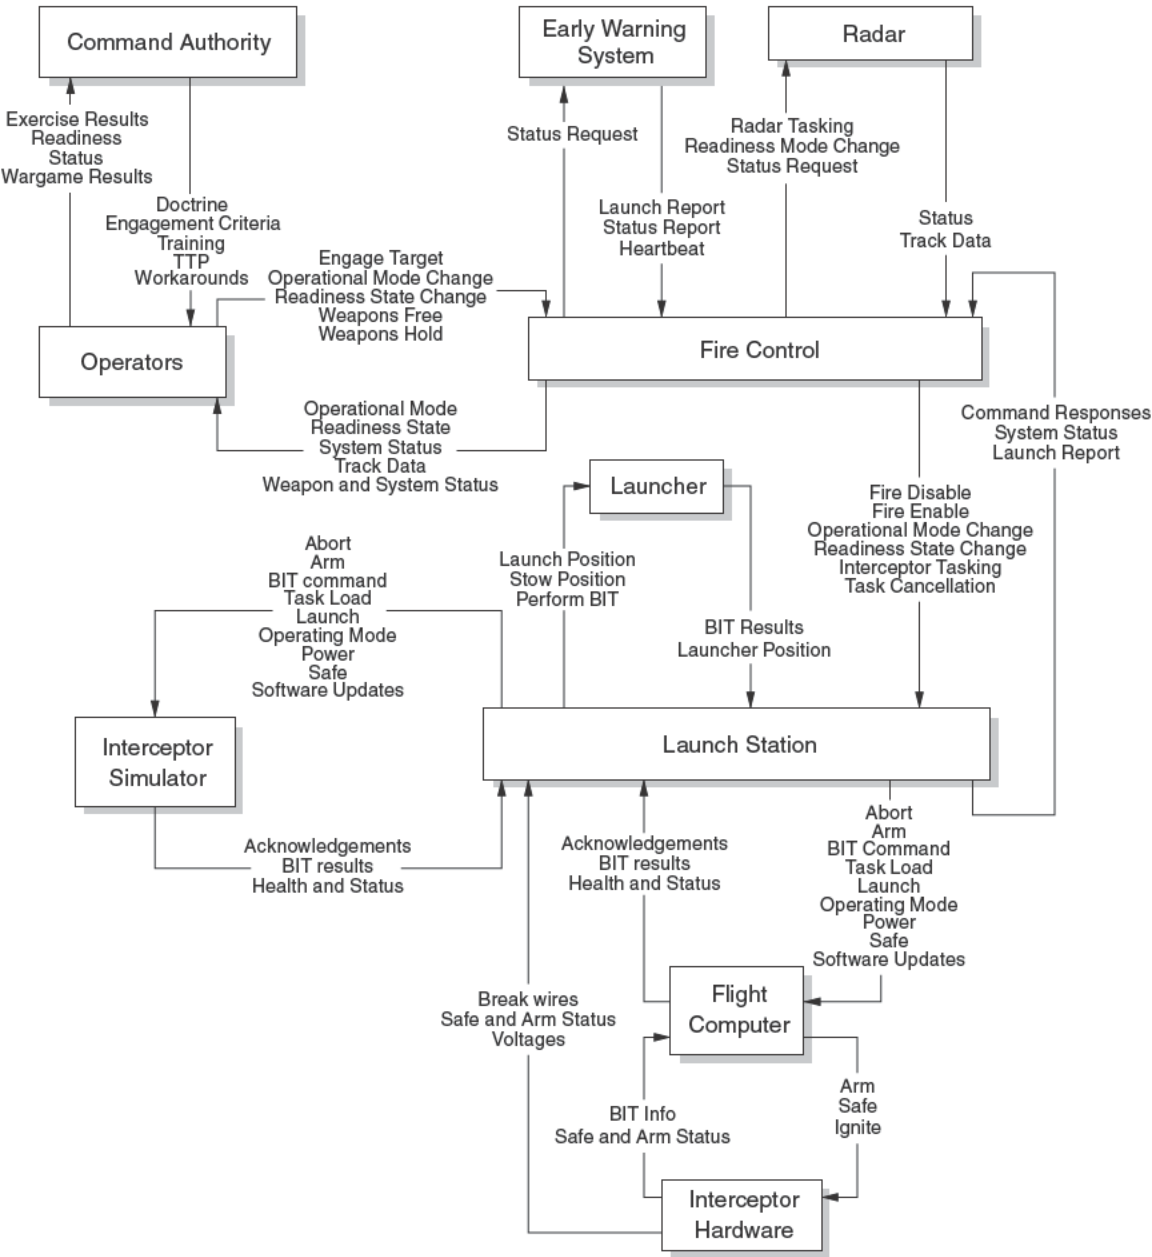 Command Authority
Early Warning
System
Radar
Exercise Results
Readiness
Status
Wargame Results
Status Request
Radar Tasking
Readiness Mode Change
Status Request
Doctrine
Engagement Criteria
Training
TTP
Workarounds
Launch Report
Status Report
Heartbeat
Status
Track Data
Engage Target
Operational Mode Change
Readiness State Change
Weapons Free
Weapons Hold
Operators
Fire Control
Operational Mode
Readiness State
System Status
Track Data
Weapon and System Status
Command Responses
System Status
Launch Report
Launcher
Fire Disable
Fire Enable
Operational Mode Change
Readiness State Change
Interceptor Tasking
Task Cancellation
Abort
Arm
BIT command
Task Load
Launch
Operating Mode
Power
Safe
Software Updates
Launch Position
Stow Position
Perform BIT
BIT Results
Launcher Position
Interceptor
Simulator
Launch Station
Acknowledgements
BIT results
Health and Status
Acknowledgements
BIT results
Health and Status
Abort
Arm
BIT Command
Task Load
Launch
Operating Mode
Power
Safe
Software Updates
Break wires
Safe and Arm Status
Voltages
Flight
Computer
BIT Info
Safe and Arm Status
Arm
Safe
Ignite
Interceptor
Hardware